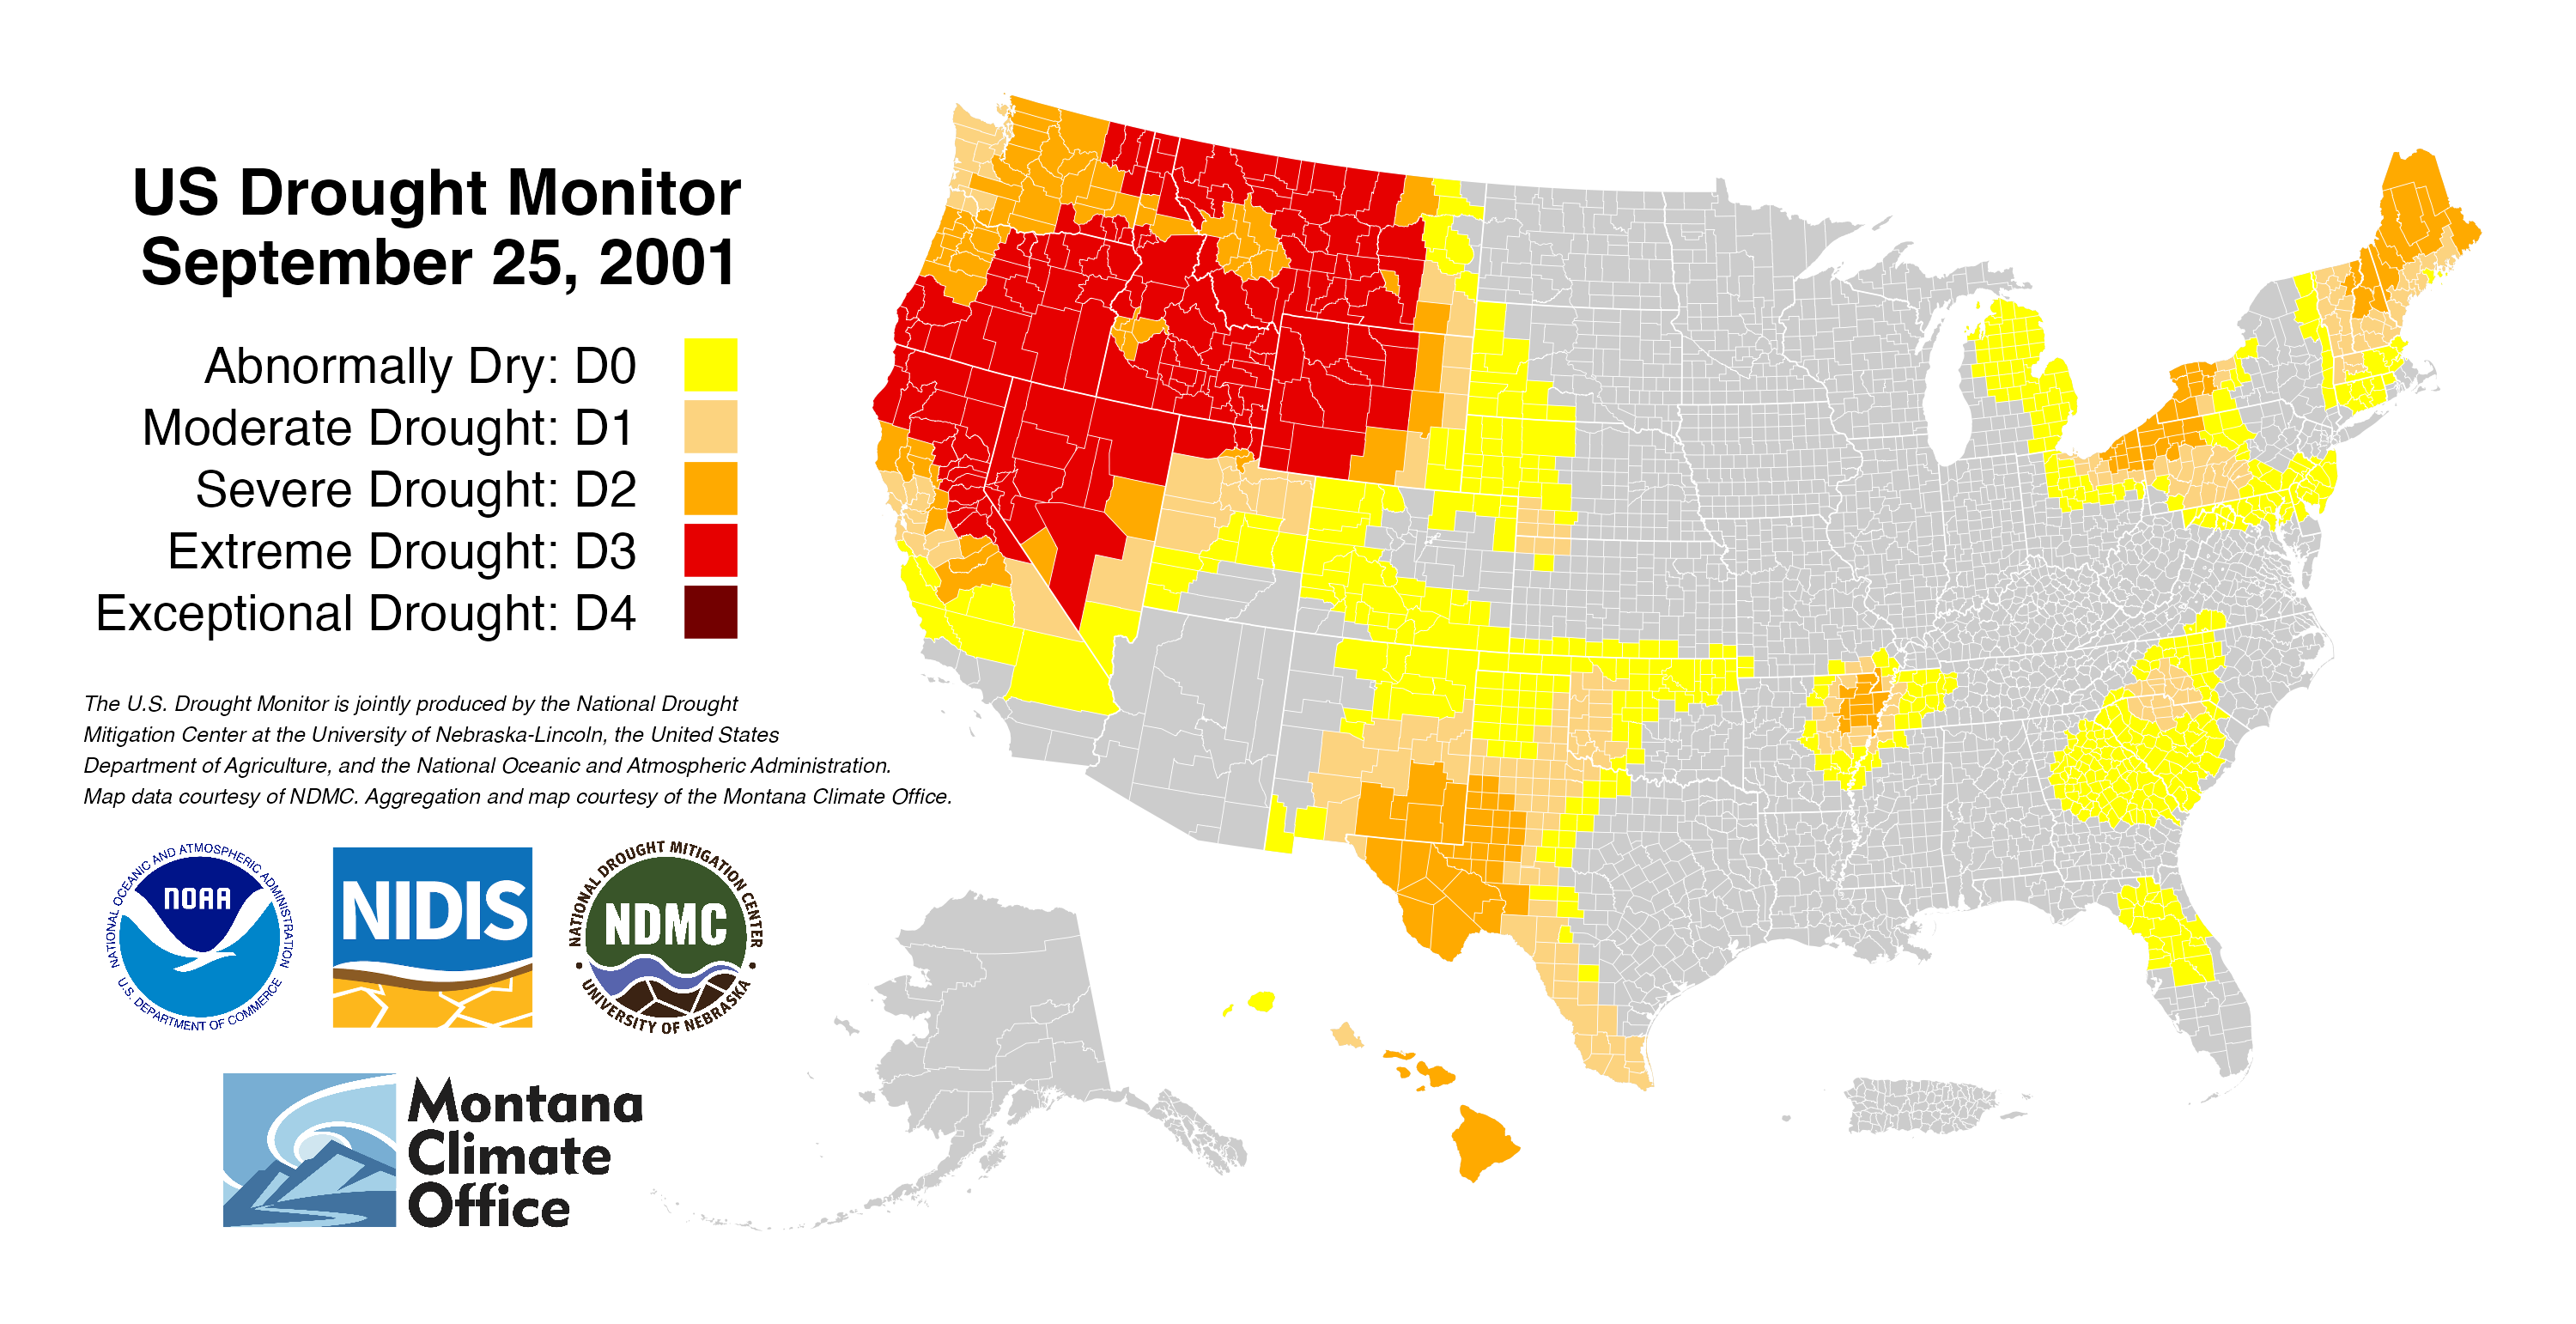 US Drought Monitor
September 25, 2001
Abnormally Dry: D0
Moderate Drought: D1
Severe Drought: D2
Extreme Drought: D3
Exceptional Drought: D4
The U.S. Drought Monitor is jointly produced by the National Drought
Mitigation Center at the University of Nebraska-Lincoln, the United States
Department of Agriculture, and the National Oceanic and Atmospheric Administration.
Map data courtesy of NDMC. Aggregation and map courtesy of the Montana Climate Office.
NATIONAL OCEANIC AND ATMOSPHERIC ADMINISTRATION
NOAA
U.S. DEPARTMENT OF COMMERCE
NIDIS
NATIONAL DROUGHT MITIGATION CENTER
NDMC
UNIVERSITY OF NEBRASKA
Montana
Climate
Office